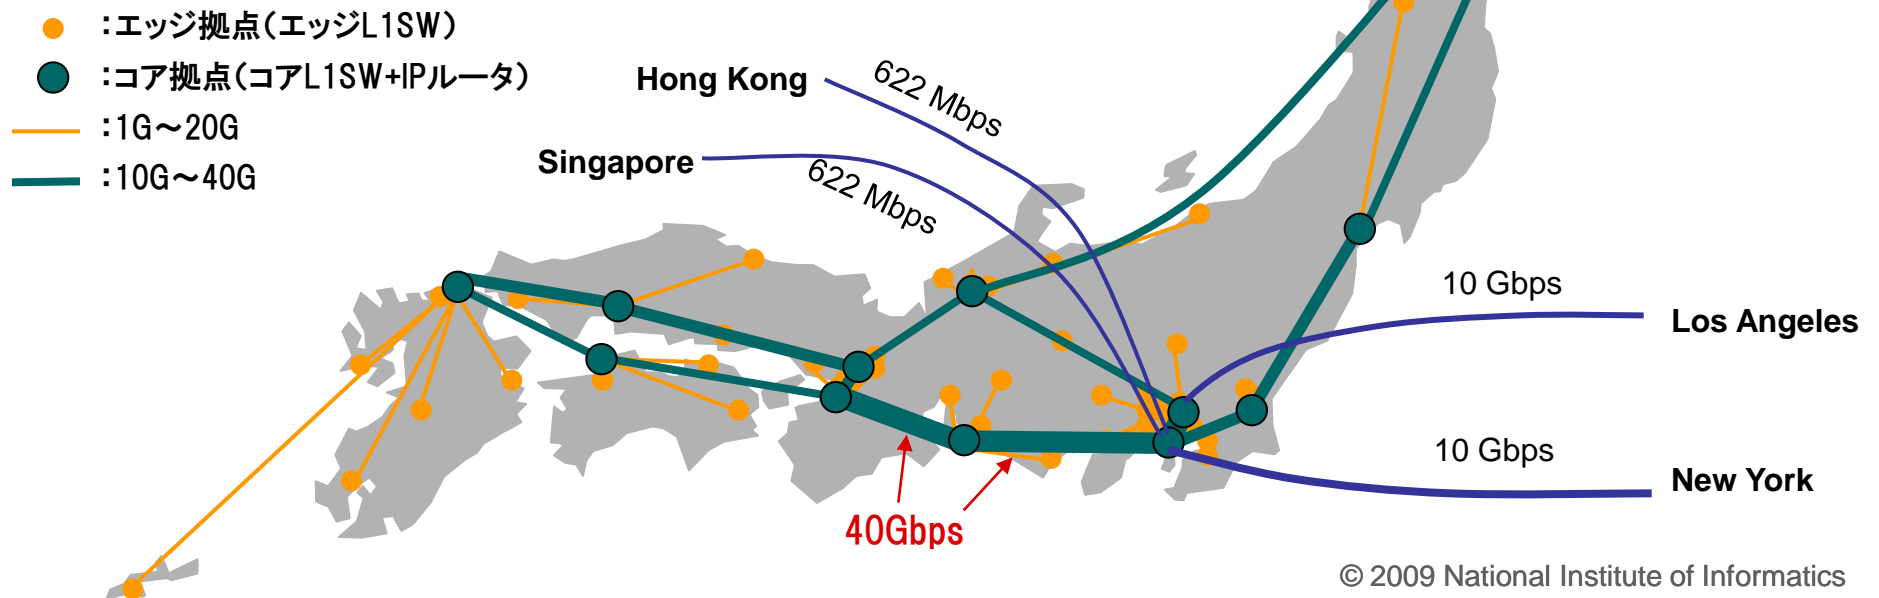 ：エッジ拠点（エッジL1SW）
：コア拠点（コアL1SW+IPルータ）
：1G～20G
：10G～40G
Hong Kong
622 Mbps
Singapore
622 Mbps
10 Gbps
Los Angeles
10 Gbps
New York
40Gbps
© 2009 National Institute of Informatics